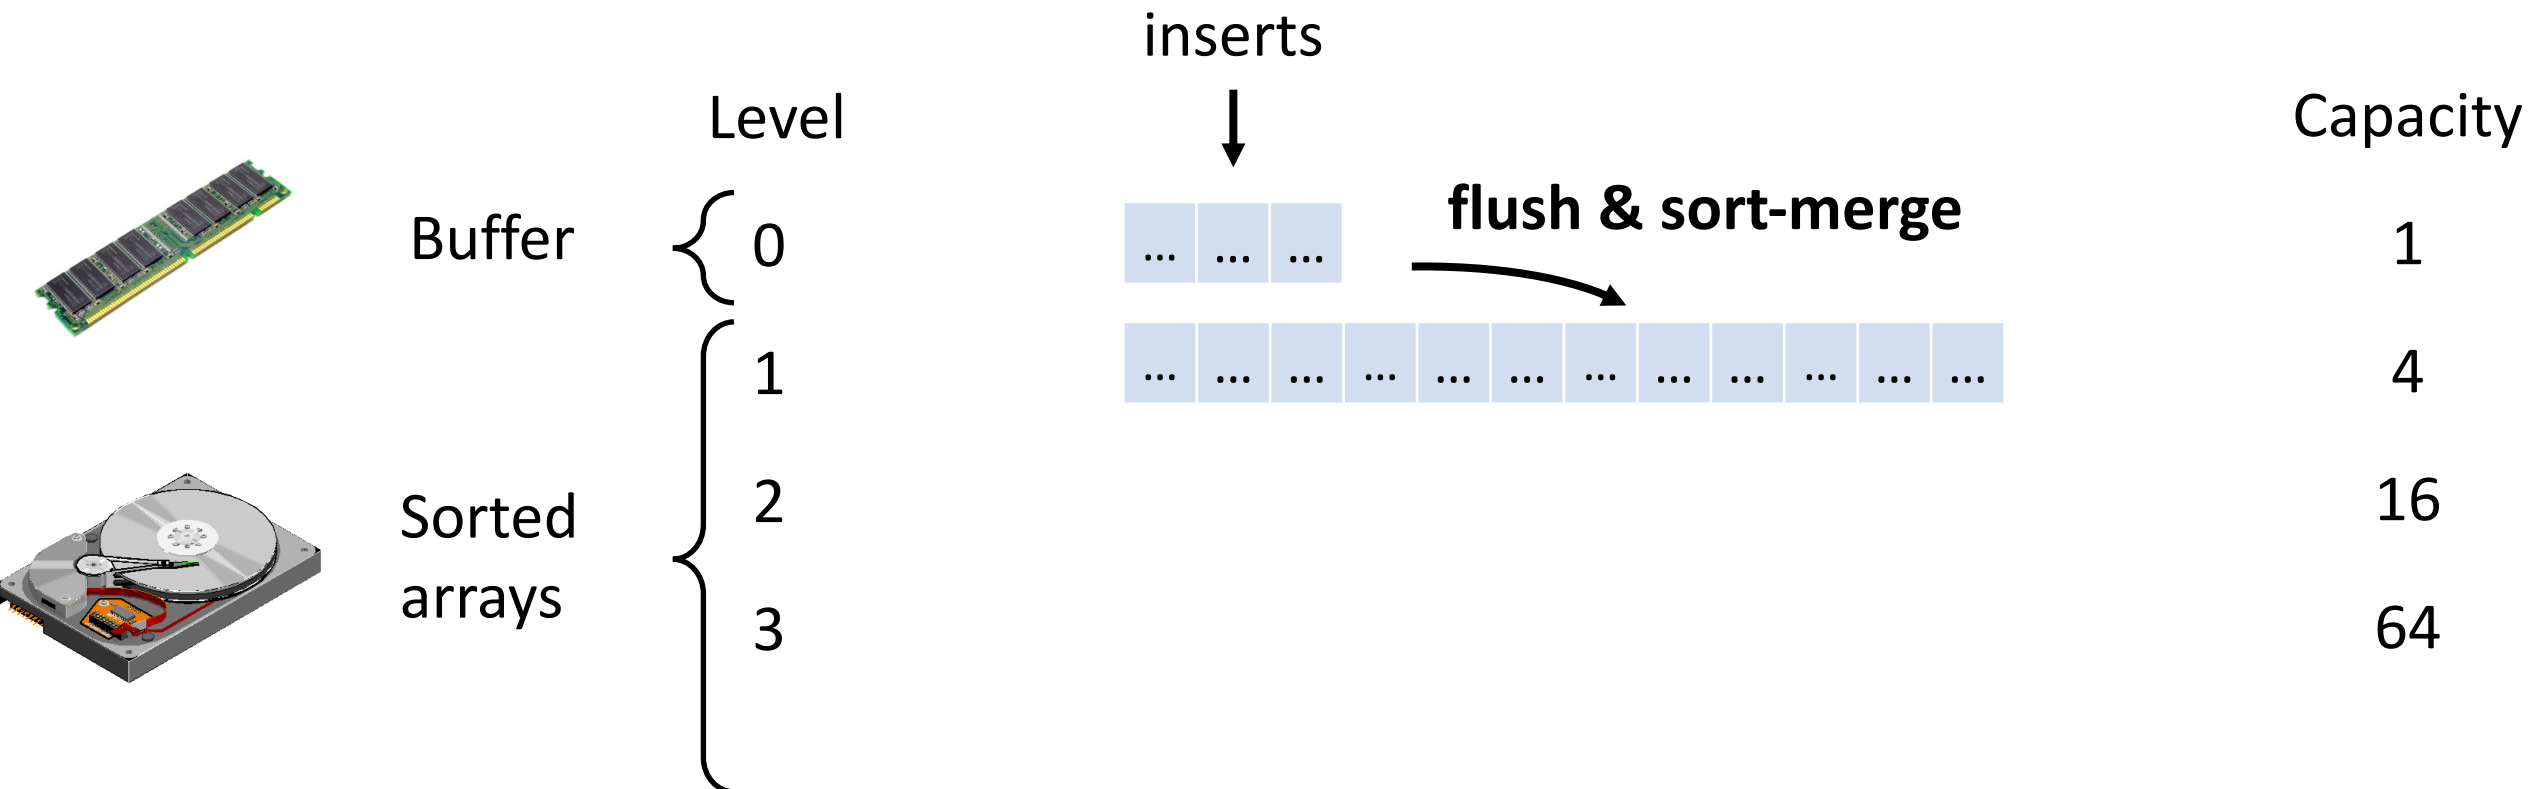 inserts
Level
Capacity
Buffer
0
flush & sort-merge
1
... ... ...
1
... ... ... ... ... ... ... ... ... ... ... ...
4
Sorted
arrays
2
16
3
64